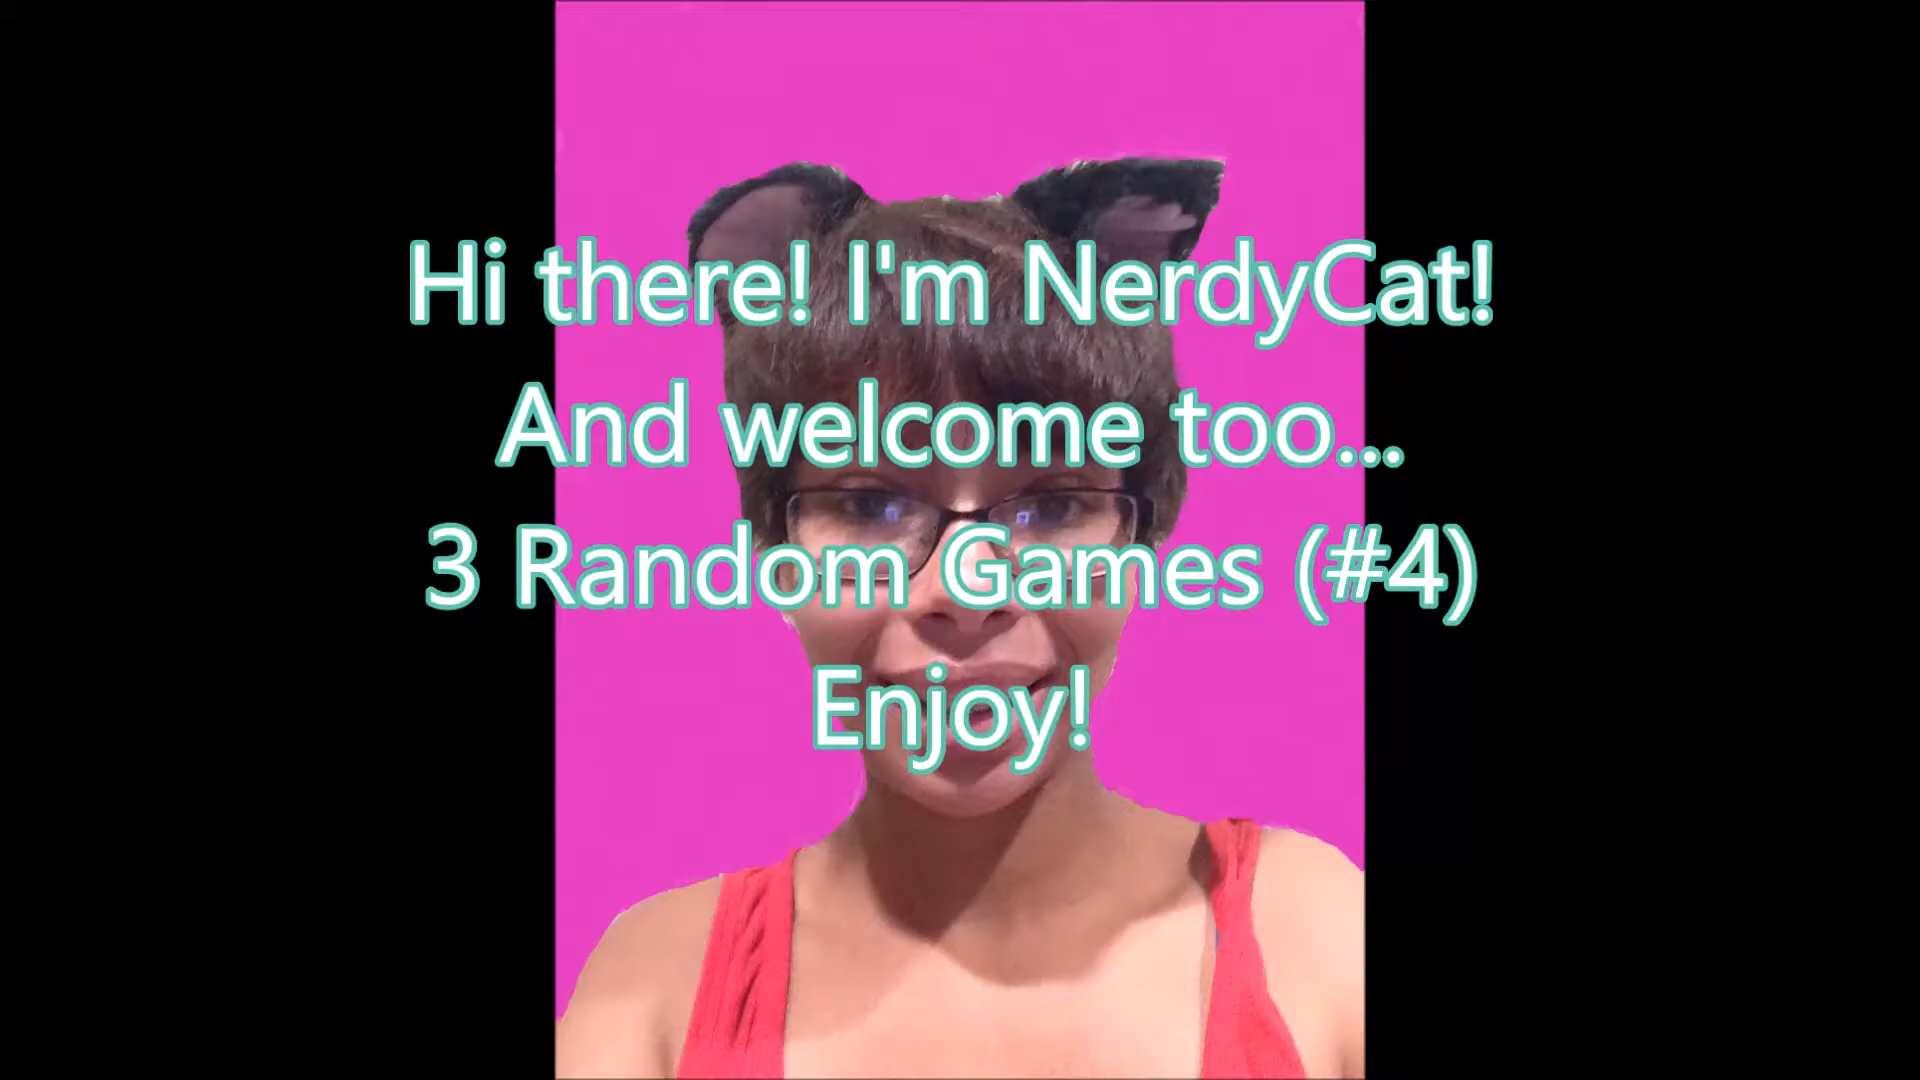 Hi there! I'm NerdyCat!
And welcome too...
3 Random Games (#4)
Enjoy!